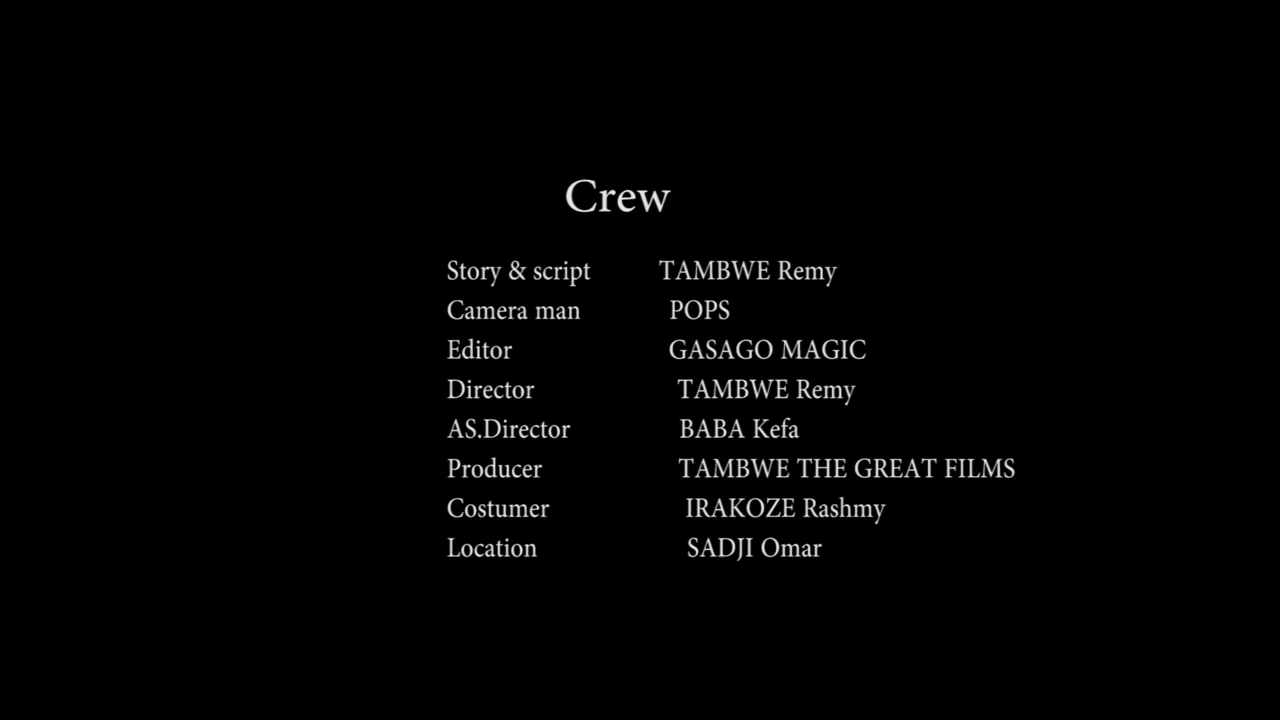 Crew
Story & script TAMBWE Remy
Camera man POPS
Editor GASAGO MAGIC
Director TAMBWE Remy
AS.Director BABA Kefa
Producer TAMBWE THE GREAT FILMS
Costumer IRAKOZE Rashmy
Location SADJI Omar